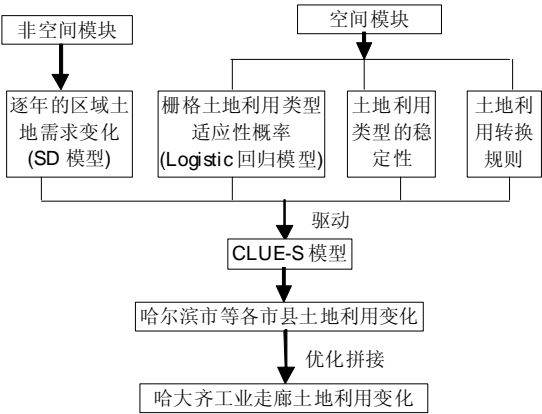 非空间模块
空间模块
逐年的区域土
地需求变化
(SD 模型)
栅格土地利用类型
适应性概率
(Logistic 回归模型)
土地利用
类型的稳
定性
土地利
用转换
规则
驱动
CLUE-S 模型
哈尔滨市等各市县土地利用变化
优化拼接
哈大齐工业走廊土地利用变化